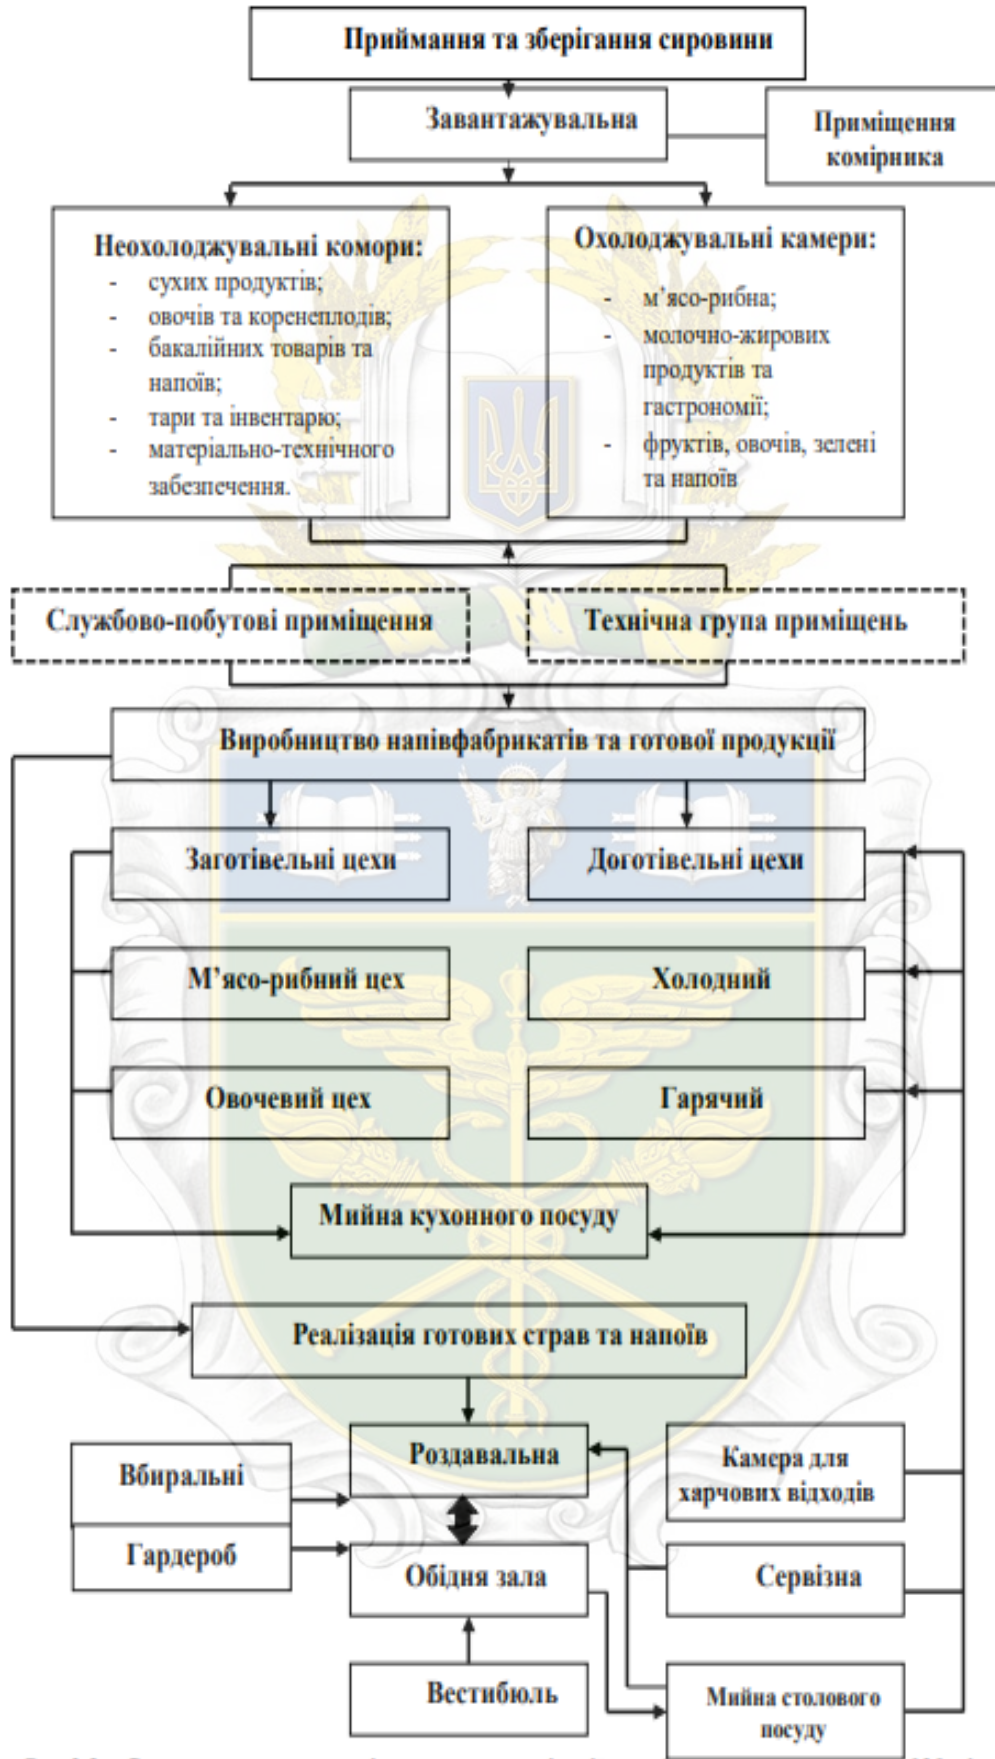 Приймання та зберігання сировини
Завантажувальна
Приміщення
комірника
Неохолоджувальні комори:
- сухих продуктів;
- овочів та коренеплодів;
- бакалійних товарів та
напоїв;
- тари та інвентарю;
- матеріально-технічного
забезпечення.
Охолоджувальні камери:
- м’ясо-рибна;
- молочно-жирових
продуктів та
гастрономії;
- фруктів, овочів, зелені
та напоїв
Службово-побутові приміщення
Технічна група приміщень
Виробництво напівфабрикатів та готової продукції
Заготівельні цехи
Доготівельні цехи
М’ясо-рибний цех
Холодний
Овочевий цех
Гарячий
Мийна кухонного посуду
Реалізація готових страв та напоїв
Роздавальна
Вбиральні
Камера для
харчових відходів
Гардероб
Обідня зала
Сервізна
Вестибюль
Мийна столового
посуду